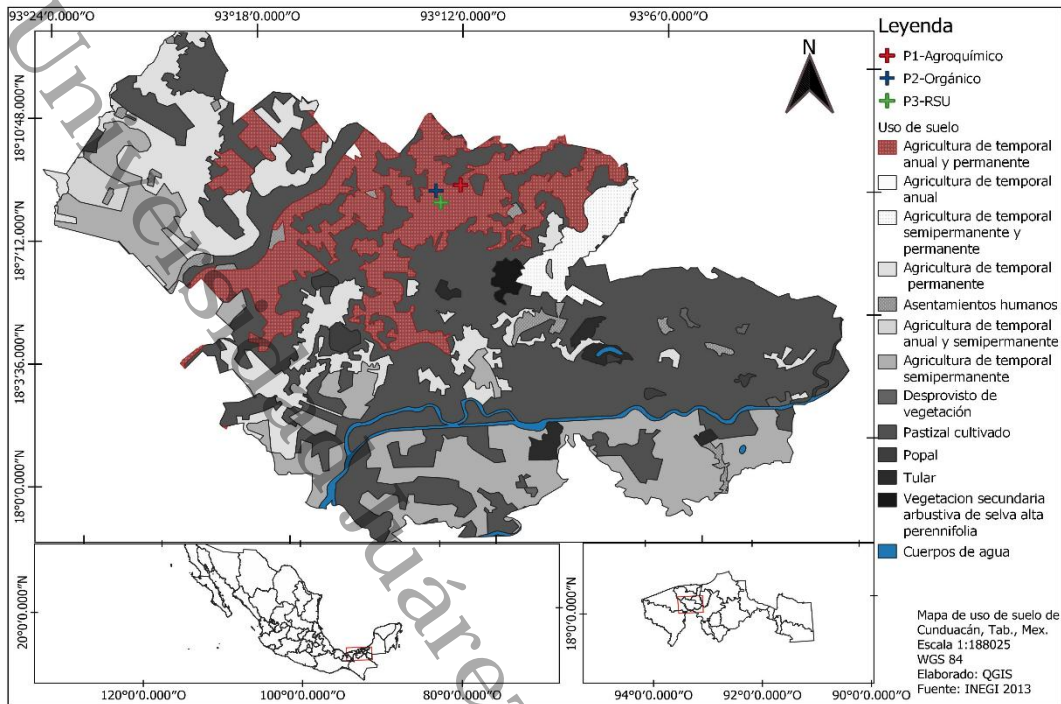 93°24'0.000"O
93°18'0.000"O
93°12'0.000"O
93°6'0.000"O
18°10'48.000"N
18°7'12.000"N
18°3'36.000"N
18°0'0.000"N
N
Universidad Juárez
Leyenda
P1-Agroquímico
P2-Orgánico
P3-RSU
Uso de suelo
Agricultura de temporal
anual y permanente
Agricultura de temporal
anual
Agricultura de temporal
semipermanente y
permanente
Agricultura de temporal
permanente
Asentamientos humanos
Agricultura de temporal
anual y semipermanente
Agricultura de temporal
semipermanente
Desprovisto de
vegetación
Pastizal cultivado
Popal
Tular
Vegetacion secundaria
arbustiva de selva alta
perennifolia
Cuerpos de agua
20°0'0.000"N
120°0'0.000"O
100°0'0.000"O
80°0'0.000"O
18°0'0.000"N
94°0'0.000"O
92°0'0.000"O
90°0'0.000"O
Mapa de uso de suelo de
Cunduacán, Tab., Mex.
Escala 1:188025
WGS 84
Elaborado: QGIS
Fuente: INEGI 2013